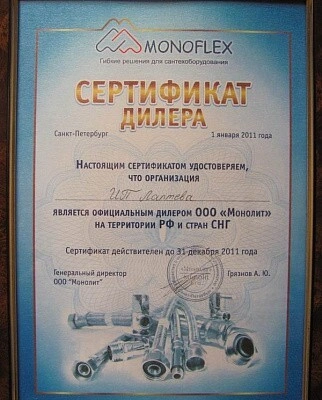 MONOFLEX
Гибкие решения для сантехоборудования
СЕРТИФИКАТ
ДИЛЕРА
Санкт-Петербург 1 января 2011 года
Настоящим сертификатом удостоверяем,
что организация
ИП Лаптева
является официальным дилером ООО «Монолит»
на территории РФ и стран СНГ
Сертификат действителен до 31 декабря 2011 года
Генеральный директор Грязнов А. Ю.
ООО "Монолит"